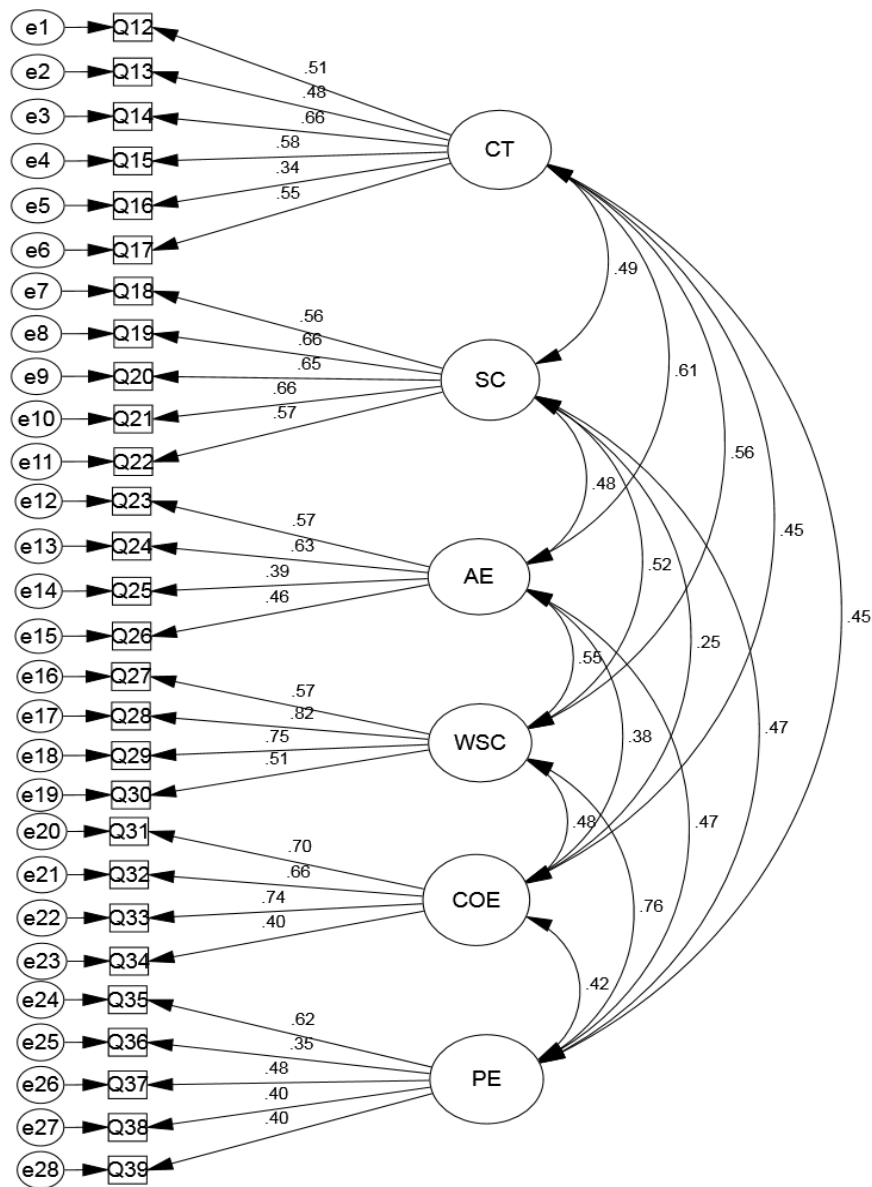 e1 Q12
.51
e2 Q13
.48
e3 Q14
.66
CT
e4 Q15
.58
e5 Q16
.34
e6 Q17
.55
.49
e7 Q18
.56
e8 Q19
.66
e9 Q20
.65
SC
.61
e10 Q21
.66
e11 Q22
.57
.56
.48
e12 Q23
.57
e13 Q24
.63
.45
.52
AE
e14 Q25
.39
e15 Q26
.46
.45
.55
.25
e16 Q27
.57
e17 Q28
.82
WSC
.38
.47
e18 Q29
.75
e19 Q30
.51
.48
.47
e20 Q31
.70
e21 Q32
.66
COE
.76
e22 Q33
.74
e23 Q34
.40
.42
e24 Q35
.62
e25 Q36
.35
PE
e26 Q37
.48
e27 Q38
.40
e28 Q39
.40